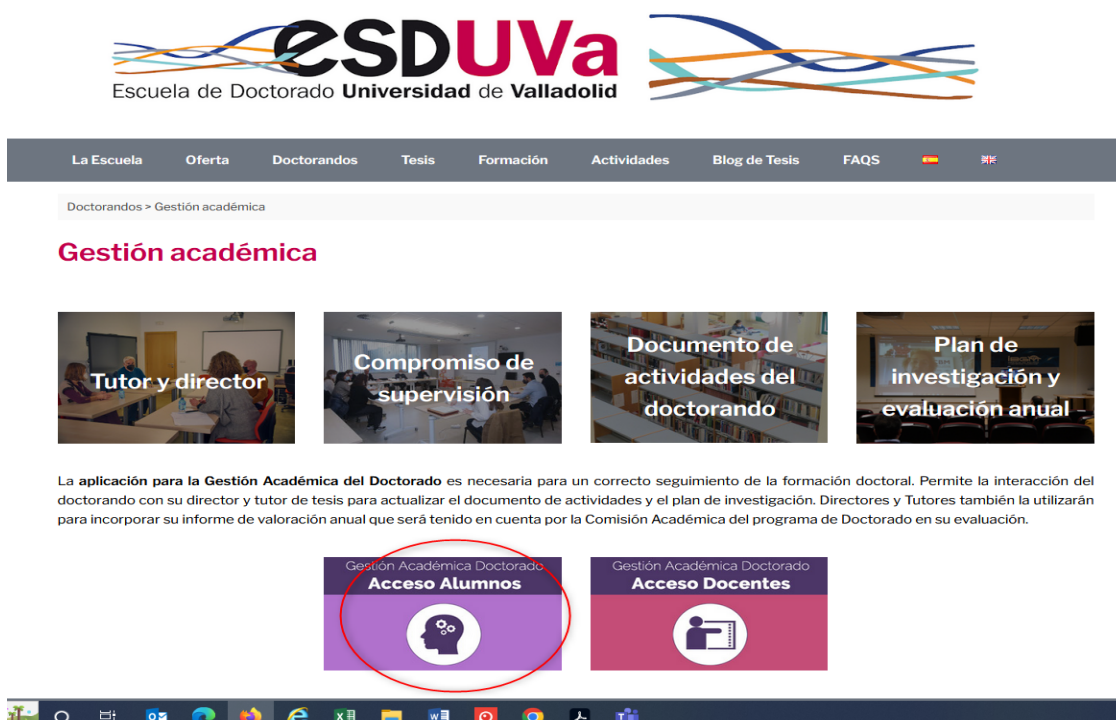 esDUVa
Escuela de Doctorado Universidad de Valladolid
La Escuela Oferta Doctorandos Tesis Formación Actividades Blog de Tesis FAQS
Doctorandos > Gestión académica
Gestión académica
Tutor y director
Compromiso de
supervisión
Documento de
actividades del
doctorando
Plan de
investigación y
evaluación anual
La aplicación para la Gestión Académica del Doctorado es necesaria para un correcto seguimiento de la formación doctoral. Permite la interacción del
doctorando con su director y tutor de tesis para actualizar el documento de actividades y el plan de investigación. Directores y Tutores también la utilizarán
para incorporar su informe de valoración anual que será tenido en cuenta por la Comisión Académica del programa de Doctorado en su evaluación.
Gestión Académica Doctorado
Acceso Alumnos
Gestión Académica Doctorado
Acceso Docentes